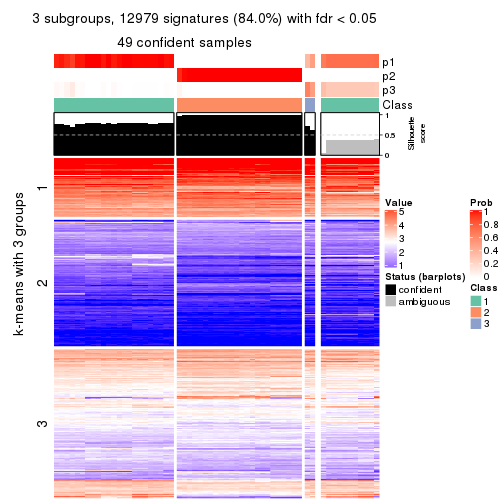 3 subgroups, 12979 signatures (84.0%) with fdr < 0.05
49 confident samples
p1
p2
p3
Class
1
0.5
0
Silhouette
score
k-means with 3 groups
1
2
3
Value
5
4
3
2
1
Status (barplots)
confident
ambiguous
Prob
1
0.8
0.6
0.4
0.2
0
Class
1
2
3